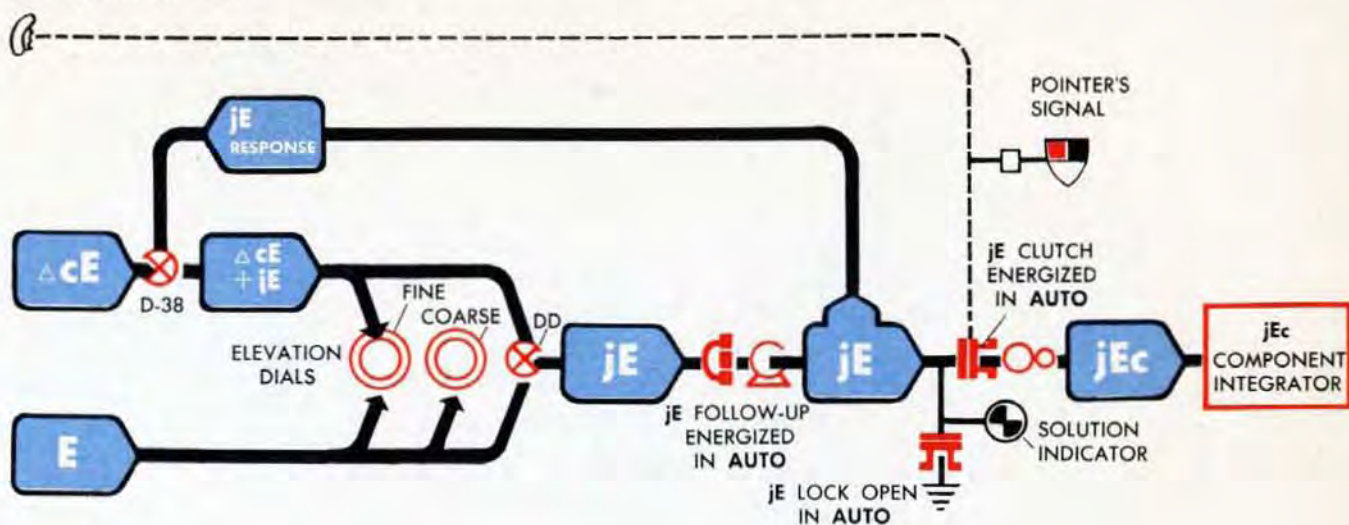 jE
RESPONSE
POINTER'S
SIGNAL
△cE
D-38
△cE
+ jE
FINE
COARSE
DD
ELEVATION
DIALS
jE
jE FOLLOW-UP
ENERGIZED
IN AUTO
jE
jE CLUTCH
ENERGIZED
IN AUTO
jEc
jEc
COMPONENT
INTEGRATOR
E
SOLUTION
INDICATOR
jE LOCK OPEN
IN AUTO